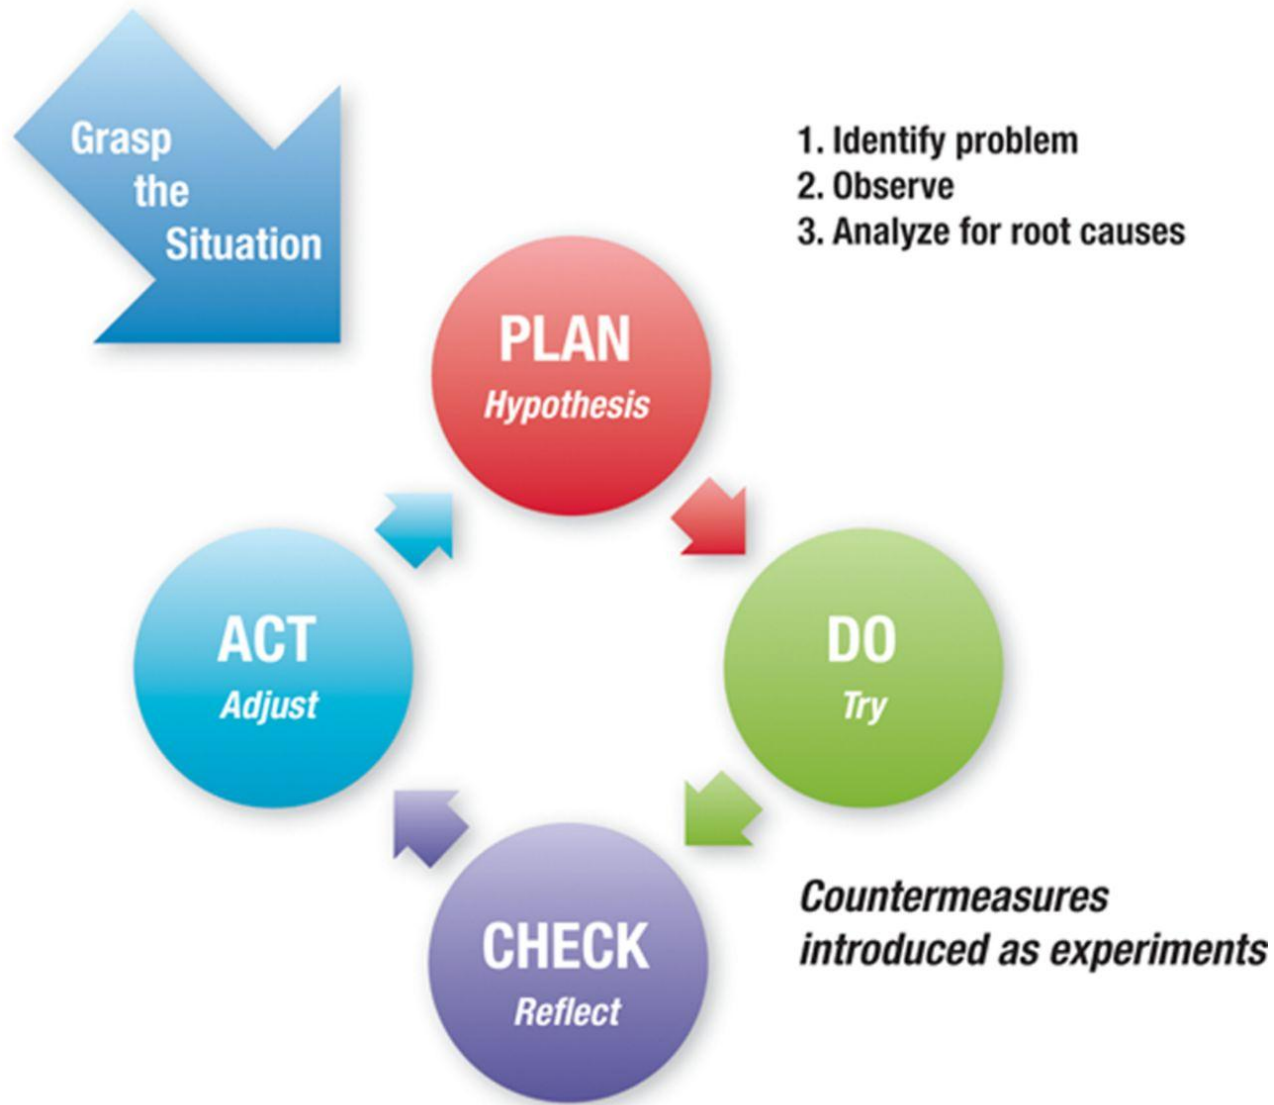 Grasp
the
Situation
1. Identify problem
2. Observe
3. Analyze for root causes
PLAN
Hypothesis
DO
Try
Countermeasures
introduced as experiments
CHECK
Reflect
ACT
Adjust